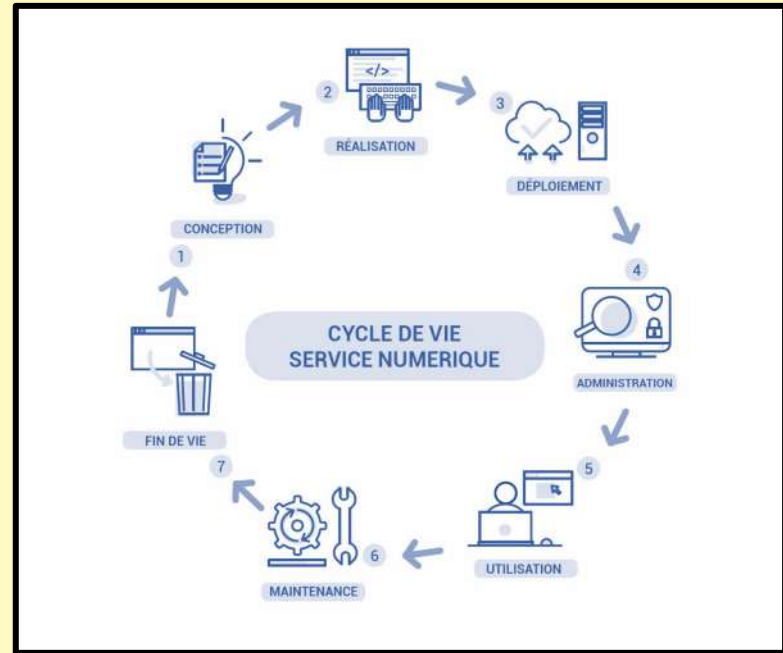 2
</>
RÉALISATION
3
DÉPLOIEMENT
CONCEPTION
1
4
ADMINISTRATION
CYCLE DE VIE
SERVICE NUMERIQUE
5
UTILISATION
6
MAINTENANCE
7
FIN DE VIE